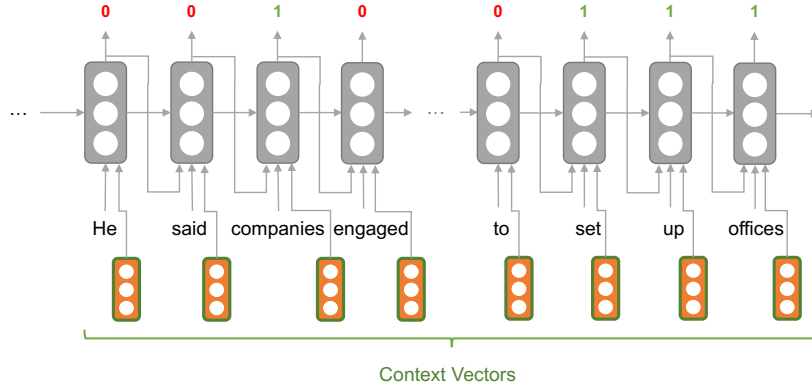 0 0 1 0 0 1 1 1
... ...
He said companies engaged to set up offices
Context Vectors